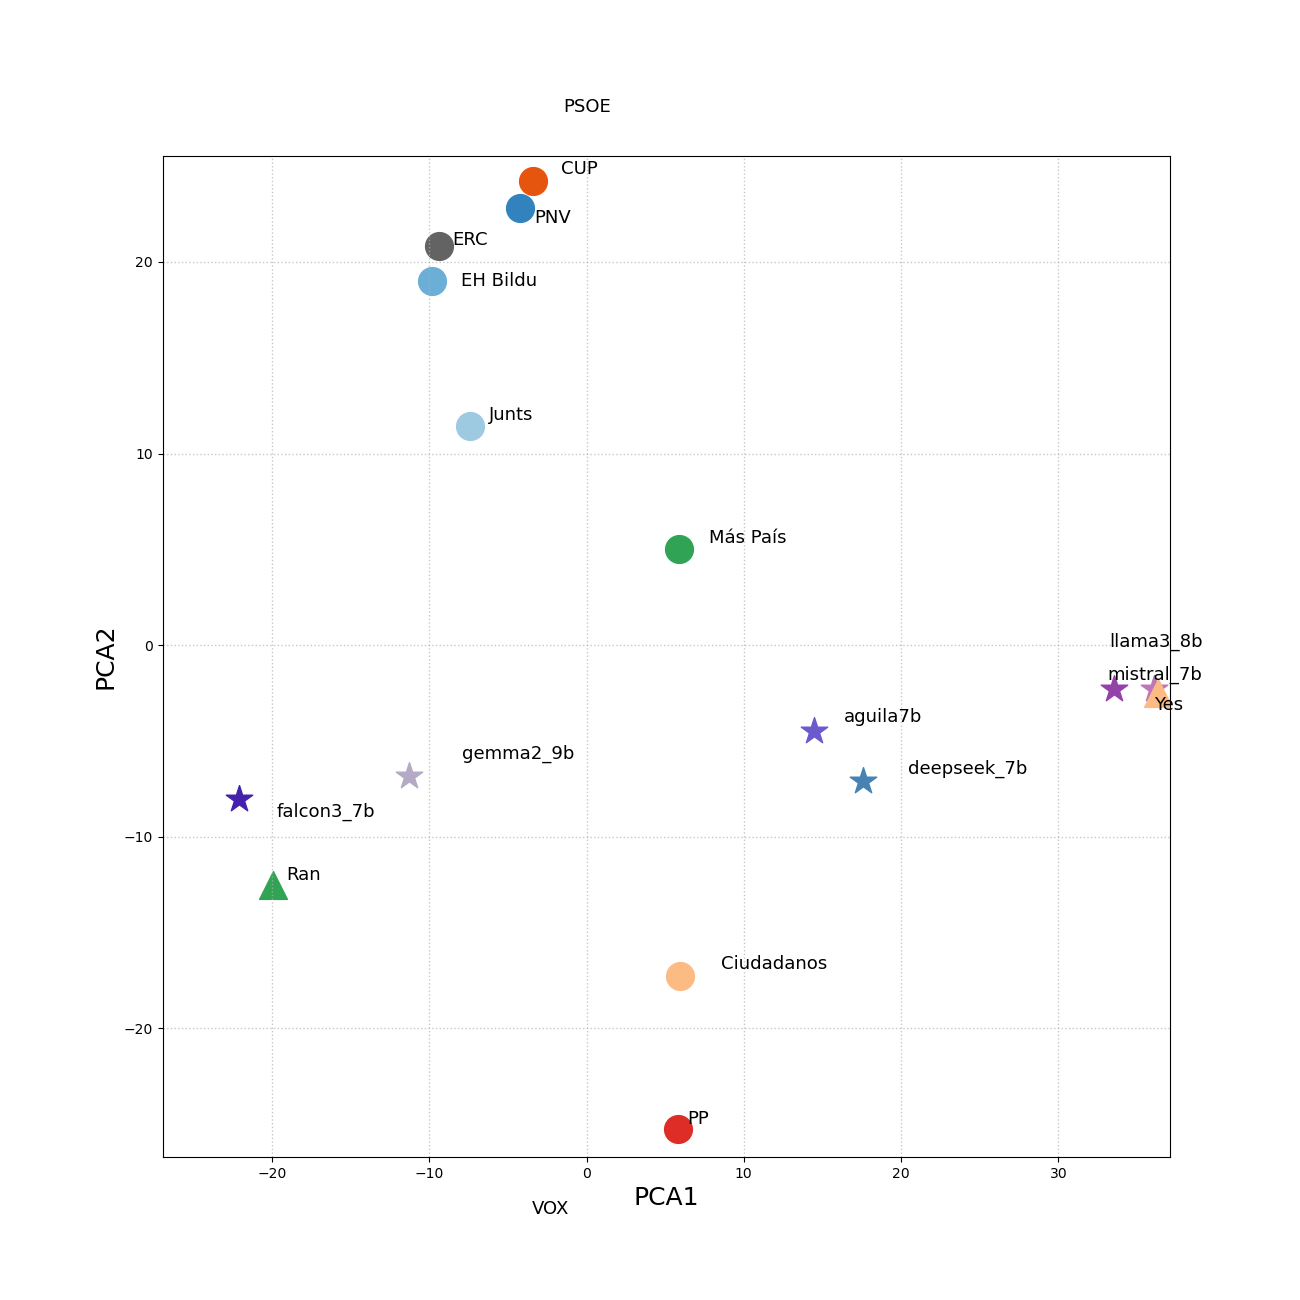 PSOE
CUP
PNV
ERC
EH Bildu
Junts
Más País
llama3_8b
mistral_7b
Yes
aguila7b
gemma2_9b
deepseek_7b
falcon3_7b
Ran
Ciudadanos
PP
VOX
20
10
0
−10
−20
PCA2
−20
−10
0
10
20
30
PCA1